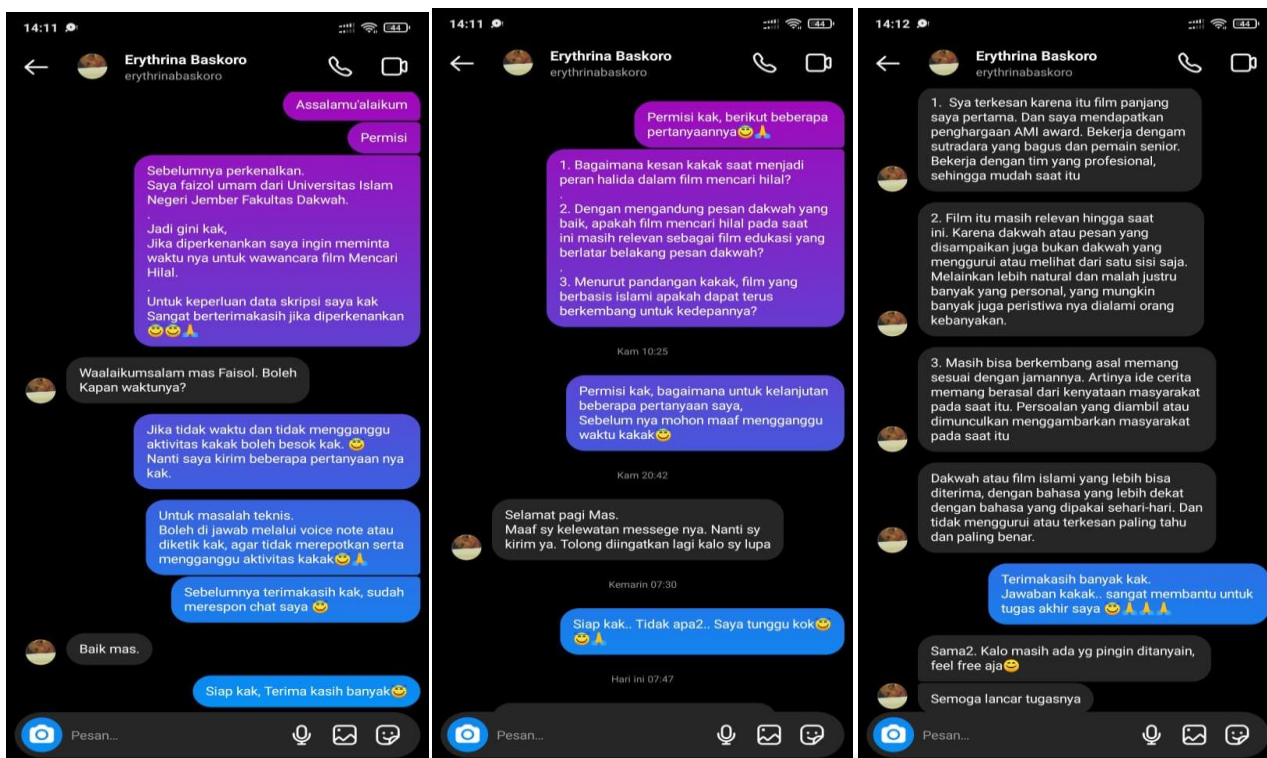 14:11
44
Erythrina Baskoro
erythrinabaskoro
Assalamu'alaikum
Permisi
Sebelumnya perkenalkan.
Saya faizol umam dari Universitas Islam
Negeri Jember Fakultas Dakwah.
.
Jadi gini kak,
Jika diperkenankan saya ingin meminta
waktu nya untuk wawancara film Mencari
Hilal.
.
Untuk keperluan data skripsi saya kak
Sangat berterimakasih jika diperkenankan
😇😇🙏
Waalaikumsalam mas Faisol. Boleh
Kapan waktunya?
Jika tidak waktu dan tidak mengganggu
aktivitas kakak boleh besok kak. 😇
Nanti saya kirim beberapa pertanyaan nya
kak.
Untuk masalah teknis.
Boleh di jawab melalui voice note atau
diketik kak, agar tidak merepotkan serta
mengganggu aktivitas kakak😇🙏
Sebelumnya terimakasih kak, sudah
merespon chat saya 😇
Baik mas.
Siap kak, Terima kasih banyak😇
Pesan...
14:11
44
Erythrina Baskoro
erythrinabaskoro
Permisi kak, berikut beberapa
pertanyaannya😇🙏
1. Bagaimana kesan kakak saat menjadi
peran halida dalam film mencari hilal?
.
2. Dengan mengandung pesan dakwah yang
baik, apakah film mencari hilal pada saat
ini masih relevan sebagai film edukasi yang
berlatar belakang pesan dakwah?
.
3. Menurut pandangan kakak, film yang
berbasis islami apakah dapat terus
berkembang untuk kedepannya?
Kam 10:25
Permisi kak, bagaimana untuk kelanjutan
beberapa pertanyaan saya,
Sebelum nya mohon maaf mengganggu
waktu kakak😇
Kam 20:42
Selamat pagi Mas.
Maaf sy kelewatan messege nya. Nanti sy
kirim ya. Tolong diingatkan lagi kalo sy lupa
Kemarin 07:30
Siap kak.. Tidak apa2.. Saya tunggu kok😇
😇🙏
Hari ini 07:47
Pesan...
14:12
44
Erythrina Baskoro
erythrinabaskoro
1. Sya terkesan karena itu film panjang
saya pertama. Dan saya mendapatkan
penghargaan AMI award. Bekerja dengam
sutradara yang bagus dan pemain senior.
Bekerja dengan tim yang profesional,
sehingga mudah saat itu
2. Film itu masih relevan hingga saat
ini. Karena dakwah atau pesan yang
disampaikan juga bukan dakwah yang
menggurui atau melihat dari satu sisi saja.
Melainkan lebih natural dan malah justru
banyak yang personal, yang mungkin
banyak juga peristiwa nya dialami orang
kebanyakan.
3. Masih bisa berkembang asal memang
sesuai dengan jamannya. Artinya ide cerita
memang berasal dari kenyataan masyarakat
pada saat itu. Persoalan yang diambil atau
dimunculkan menggambarkan masyarakat
pada saat itu
Dakwah atau film islami yang lebih bisa
diterima, dengan bahasa yang lebih dekat
dengan bahasa yang dipakai sehari-hari. Dan
tidak menggurui atau terkesan paling tahu
dan paling benar.
Terimakasih banyak kak.
Jawaban kakak.. sangat membantu untuk
tugas akhir saya 😇🙏🙏🙏
Sama2. Kalo masih ada yg pingin ditanyain,
feel free aja😊
Semoga lancar tugasnya
Pesan...